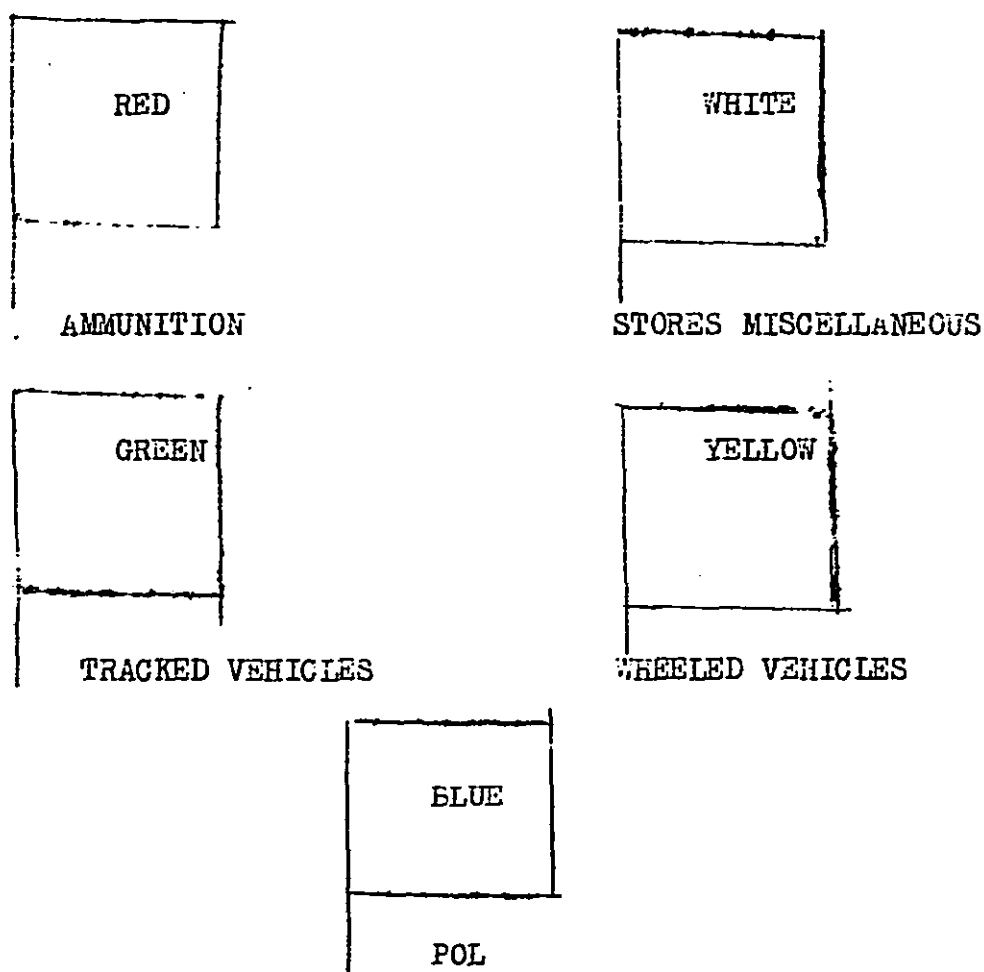 RED
WHITE
AMMUNITION
STORES MISCELLANEOUS
GREEN
YELLOW
TRACKED VEHICLES
WHEELED VEHICLES
BLUE
POL